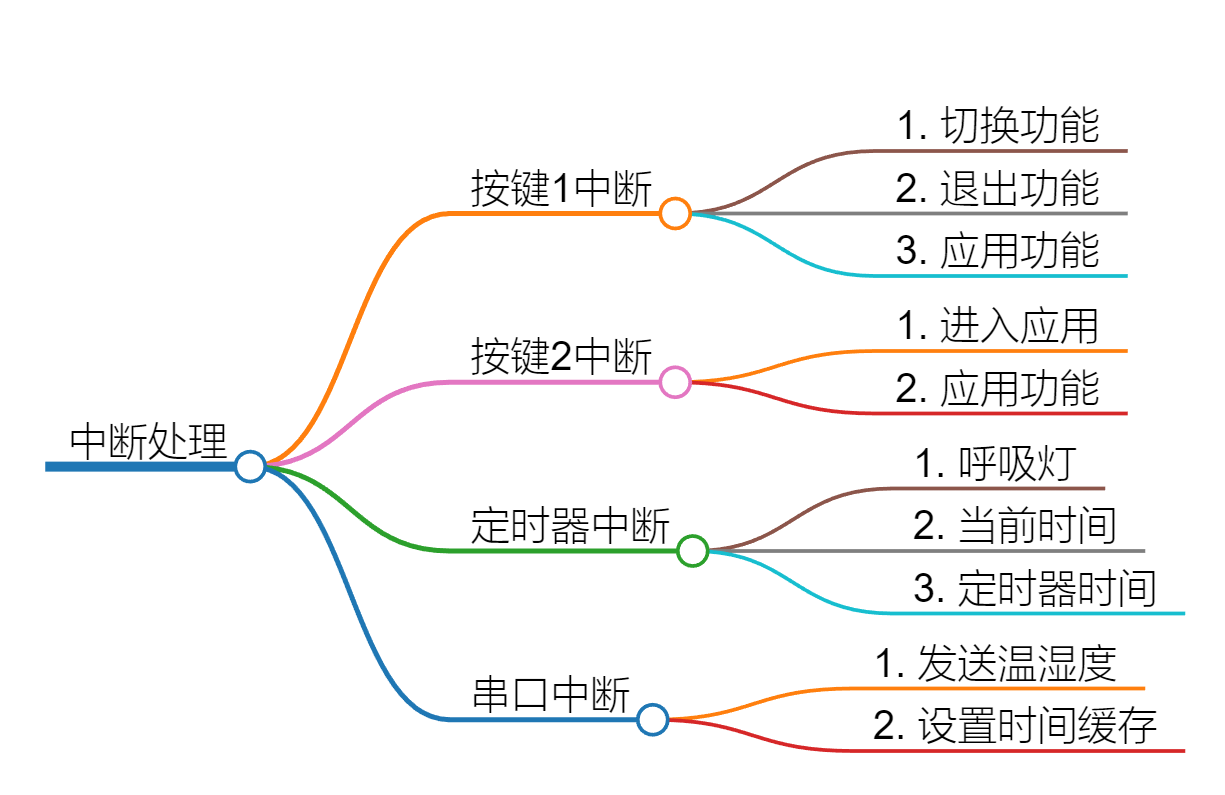 中断处理
按键1中断
1. 切换功能
2. 退出功能
3. 应用功能
按键2中断
1. 进入应用
2. 应用功能
定时器中断
1. 呼吸灯
2. 当前时间
3. 定时器时间
串口中断
1. 发送温湿度
2. 设置时间缓存